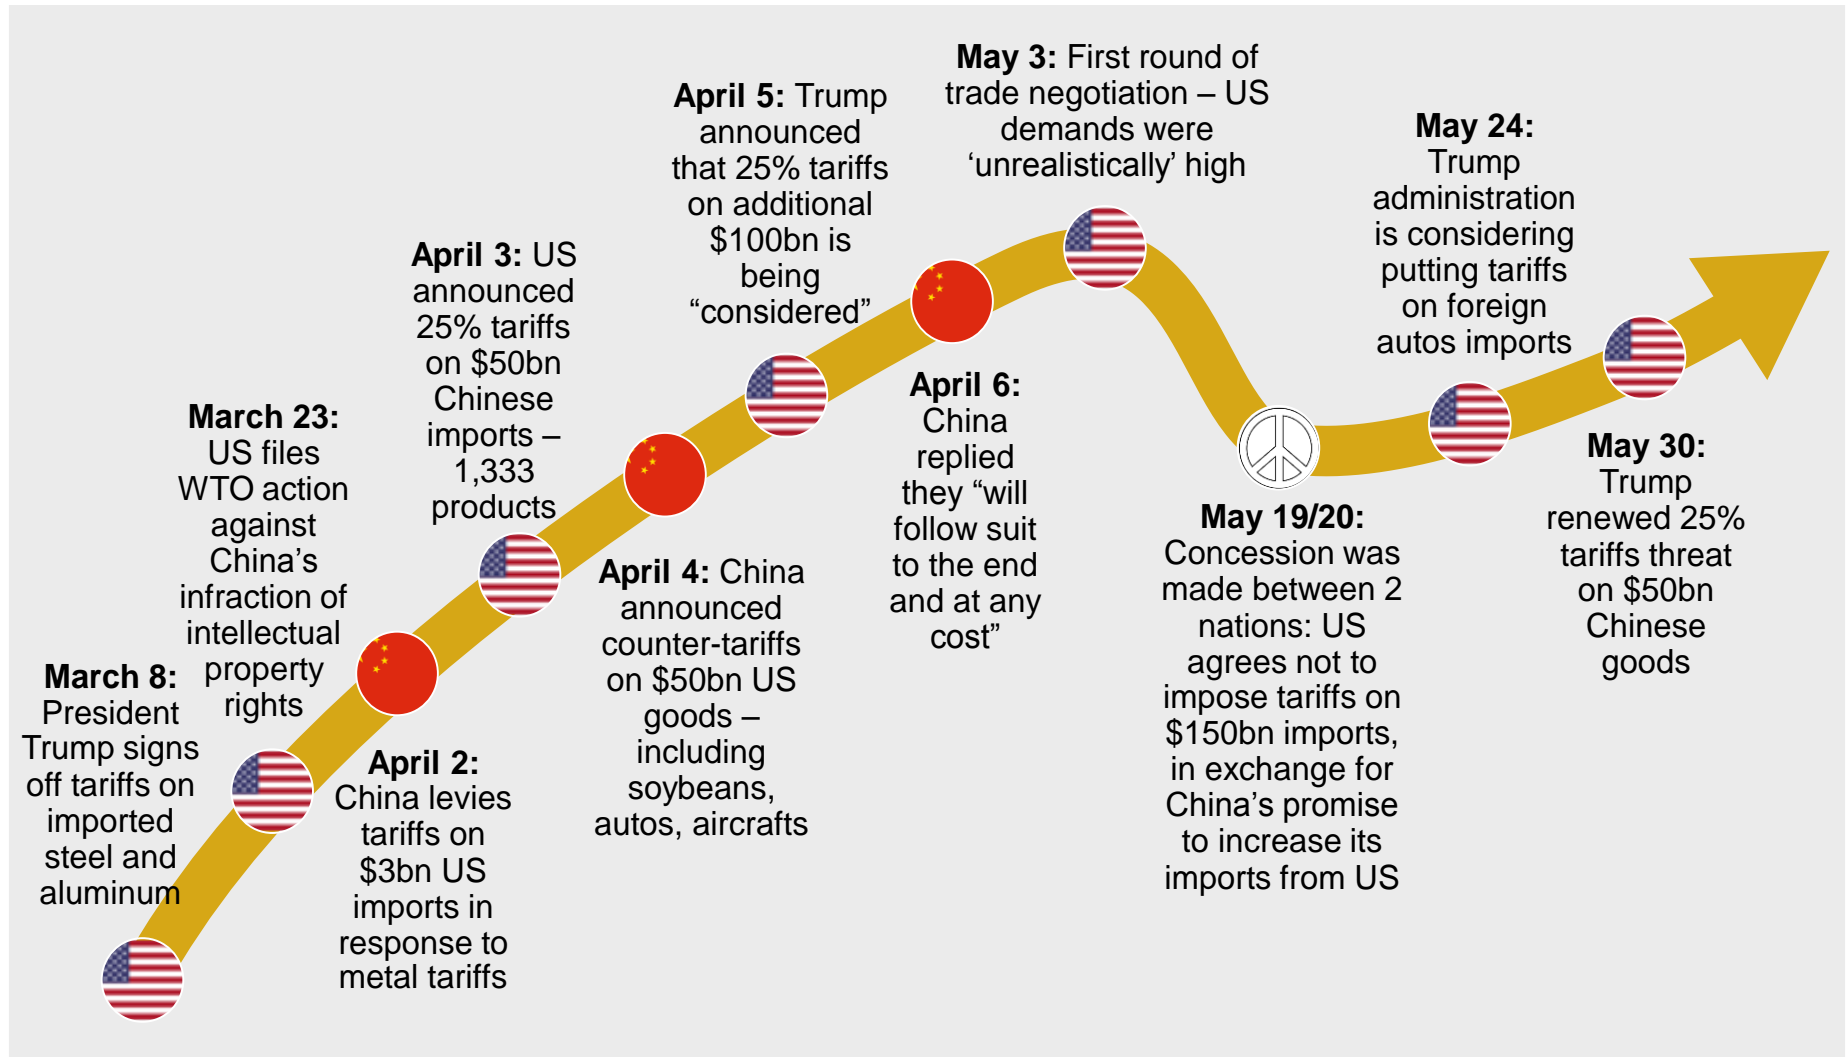 March 8:
President
Trump signs
off tariffs on
imported
steel and
aluminum
March 23:
US files
WTO action
against
China’s
infraction of
intellectual
property
rights
April 2:
China levies
tariffs on
$3bn US
imports in
response to
metal tariffs
April 3: US
announced
25% tariffs
on $50bn
Chinese
imports –
1,333
products
April 4: China
announced
counter-tariffs
on $50bn US
goods –
including
soybeans,
autos, aircrafts
April 5: Trump
announced
that 25% tariffs
on additional
$100bn is
being
“considered”
April 6:
China
replied
they “will
follow suit
to the end
and at any
cost”
May 3: First round of
trade negotiation – US
demands were
‘unrealistically’ high
May 19/20:
Concession was
made between 2
nations: US
agrees not to
impose tariffs on
$150bn imports,
in exchange for
China’s promise
to increase its
imports from US
May 24:
Trump
administration
is considering
putting tariffs
on foreign
autos imports
May 30:
Trump
renewed 25%
tariffs threat
on $50bn
Chinese
goods